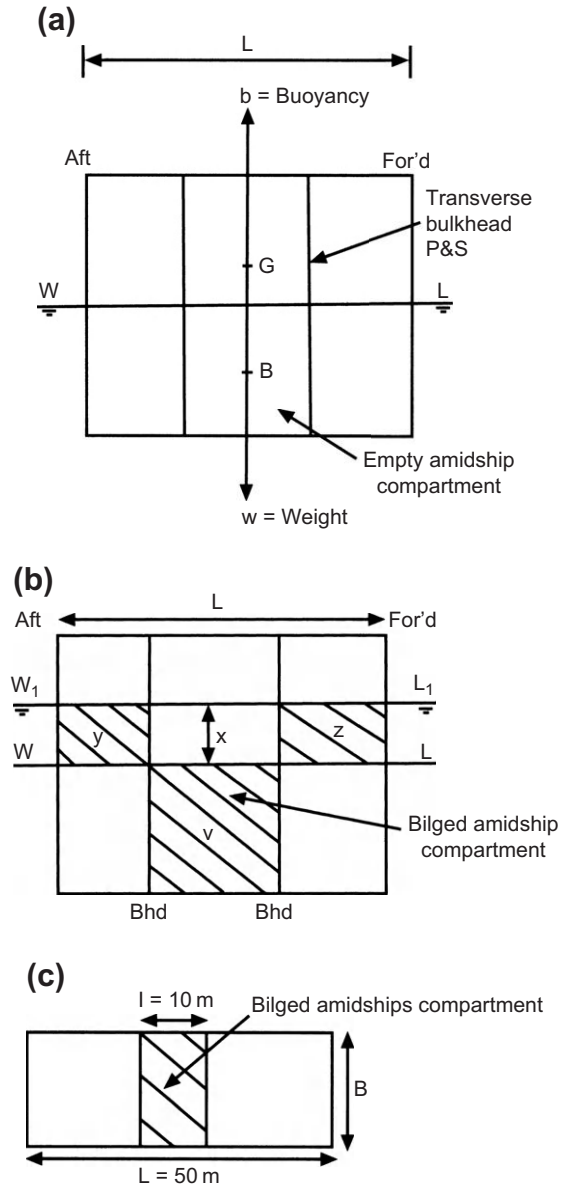 (a)
L
b = Buoyancy
Aft
For'd
Transverse
bulkhead
P&S
G
W
L
B
Empty amidship
compartment
w = Weight
(b)
L
Aft
For'd
W1
L1
y
x
z
W
L
v
Bilged amidship
compartment
Bhd
Bhd
(c)
l = 10 m
Bilged amidships compartment
B
L = 50 m